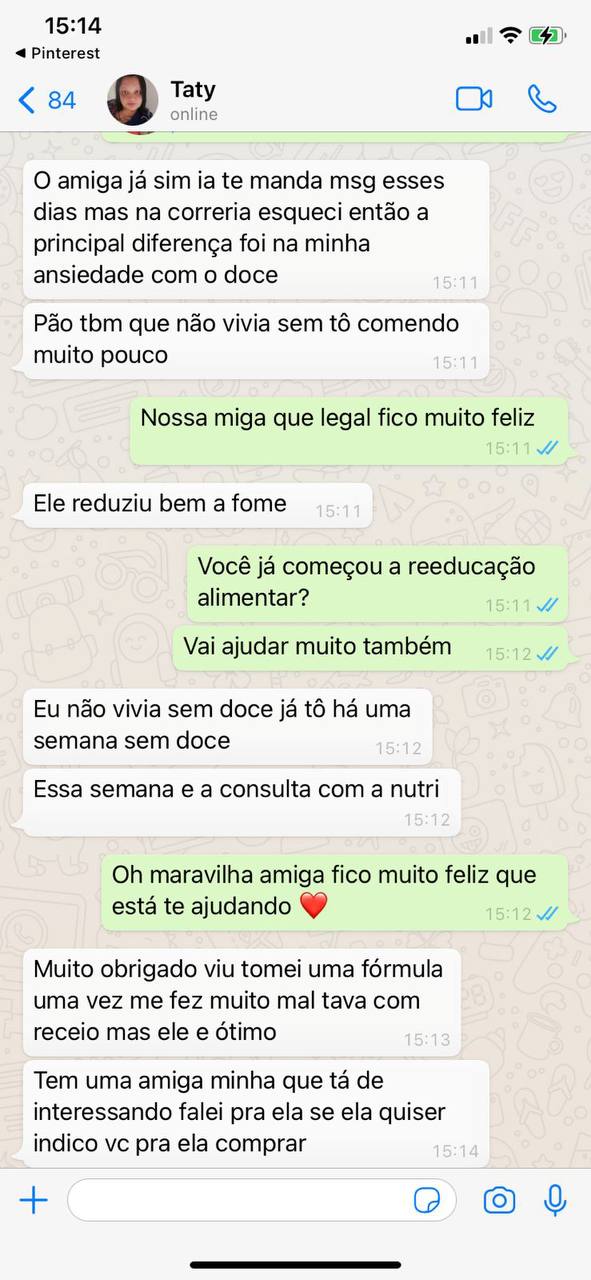 15:14
◀ Pinterest
84
Taty
online
O amiga já sim ia te manda msg esses
dias mas na correria esqueci então a
principal diferença foi na minha
ansiedade com o doce
15:11
Pão tbm que não vivia sem tô comendo
muito pouco
15:11
Nossa miga que legal fico muito feliz
15:11
Ele reduziu bem a fome
15:11
Você já começou a reeducação
alimentar?
15:11
Vai ajudar muito também
15:12
Eu não vivia sem doce já tô há uma
semana sem doce
15:12
Essa semana e a consulta com a nutri
15:12
Oh maravilha amiga fico muito feliz que
está te ajudando ❤️
15:12
Muito obrigado viu tomei uma fórmula
uma vez me fez muito mal tava com
receio mas ele e ótimo
15:13
Tem uma amiga minha que tá de
interessando falei pra ela se ela quiser
indico vc pra ela comprar
15:14